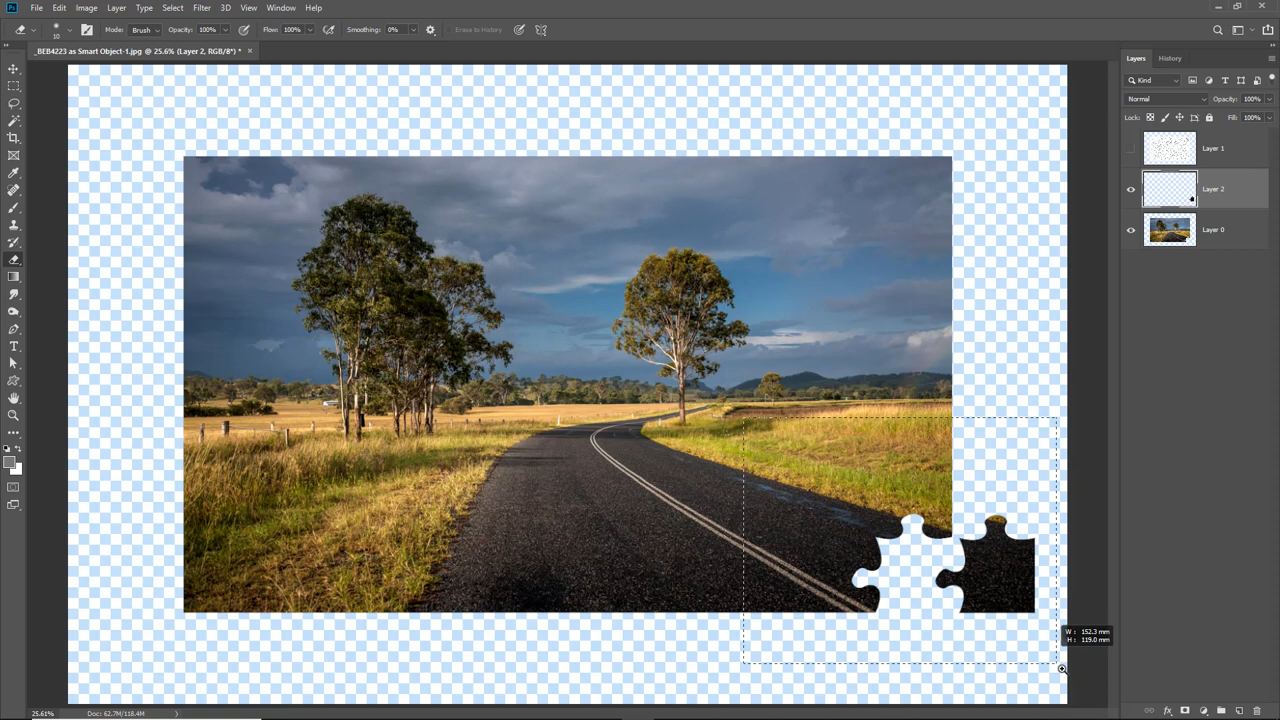 Ps File Edit Image Layer Type Select Filter 3D View Window Help
10 Mode: Brush Opacity: 100% Flow: 100% Smoothing: 0% Erase to History
_BEB4223 as Smart Object-1.jpg @ 25.6% (Layer 2, RGB/8*) *
Layers History
Kind
Normal Opacity: 100%
Lock: Fill: 100%
Layer 1
Layer 2
Layer 0
W: 152.3 mm
H: 119.0 mm
25.61% Doc: 62.7M/118.4M